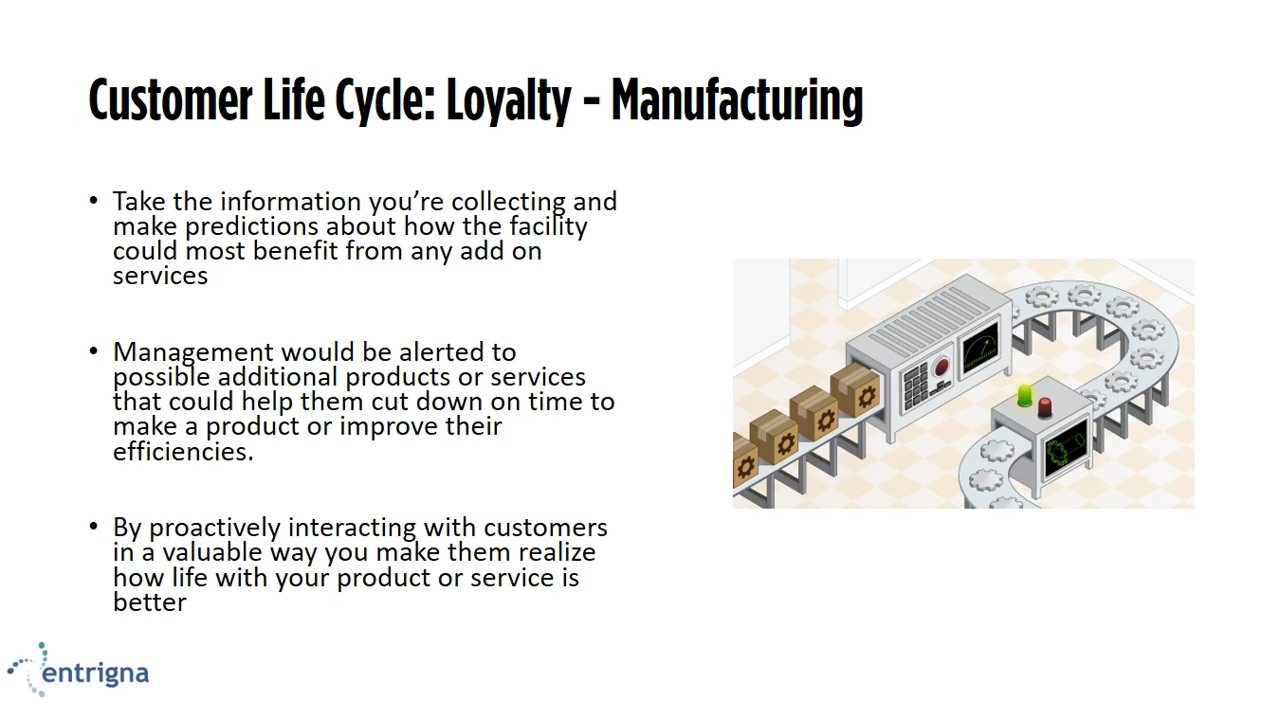 Customer Life Cycle: Loyalty – Manufacturing
• Take the information you’re collecting and
make predictions about how the facility
could most benefit from any add on
services
• Management would be alerted to
possible additional products or services
that could help them cut down on time to
make a product or improve their
efficiencies.
• By proactively interacting with customers
in a valuable way you make them realize
how life with your product or service is
better
entrigna